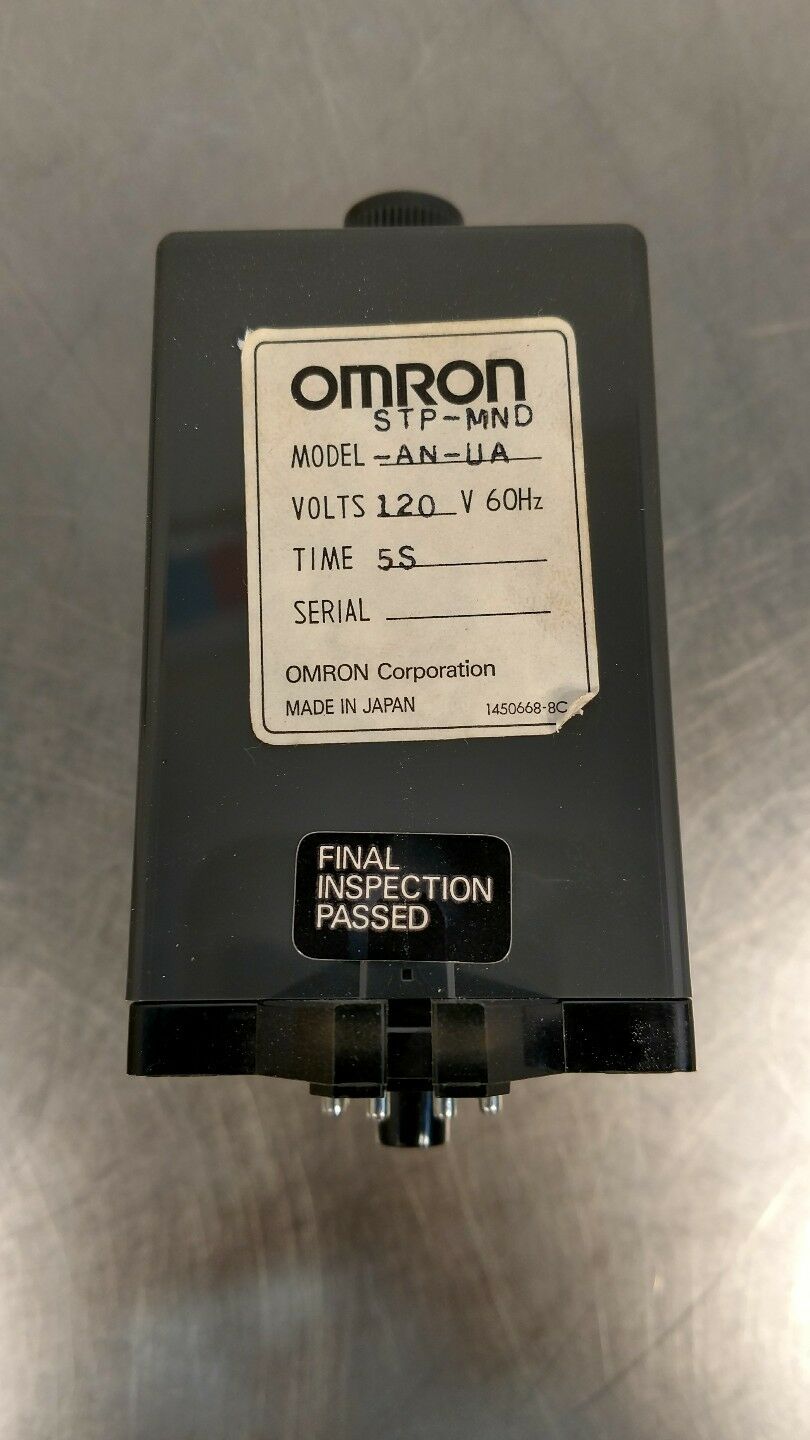 OMRON
STP-MND
MODEL -AN-UA
VOLTS 120 V 60Hz
TIME 5S
SERIAL
OMRON Corporation
MADE IN JAPAN 1450668-8C
FINAL
INSPECTION
PASSED